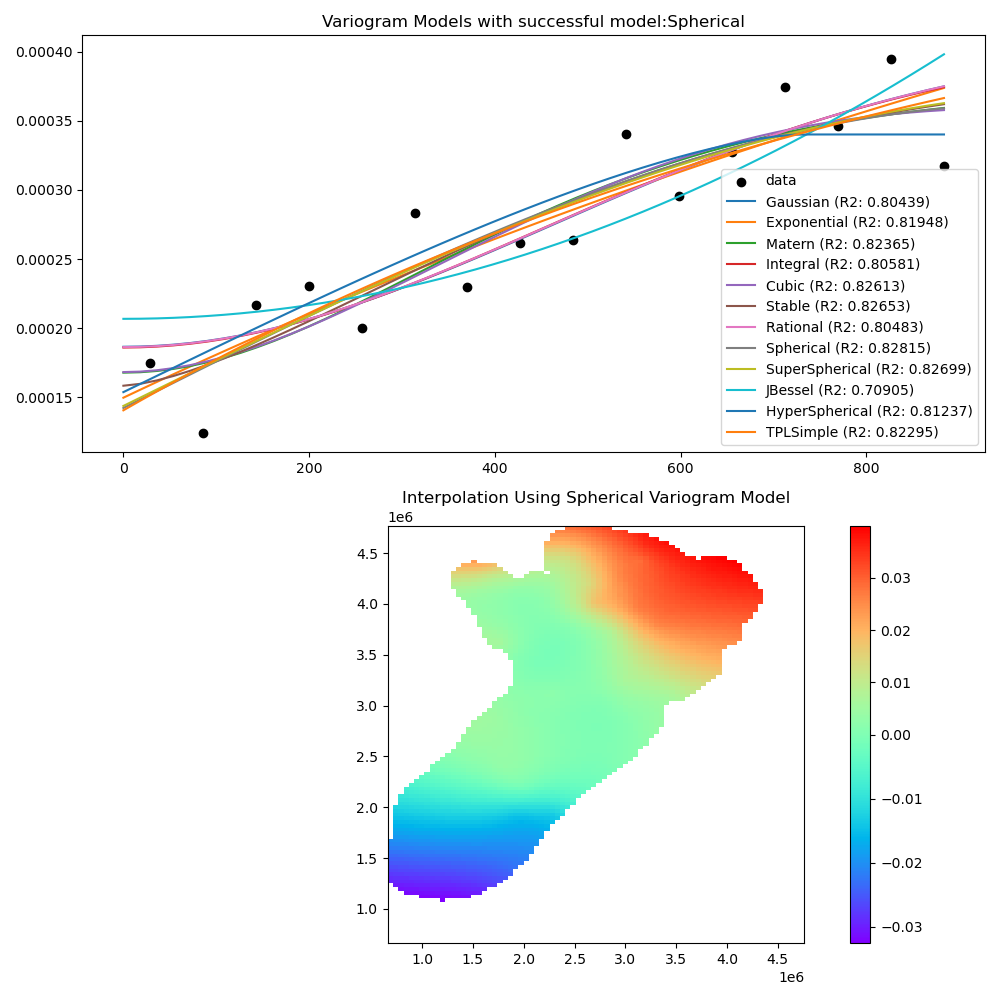 Variogram Models with successful model:Spherical
0.00040
0.00035
0.00030
0.00025
0.00020
0.00015
data
Gaussian (R2: 0.80439)
Exponential (R2: 0.81948)
Matern (R2: 0.82365)
Integral (R2: 0.80581)
Cubic (R2: 0.82613)
Stable (R2: 0.82653)
Rational (R2: 0.80483)
Spherical (R2: 0.82815)
SuperSpherical (R2: 0.82699)
JBessel (R2: 0.70905)
HyperSpherical (R2: 0.81237)
TPLSimple (R2: 0.82295)
0 200 400 600 800
Interpolation Using Spherical Variogram Model
1e6
4.5
4.0
3.5
3.0
2.5
2.0
1.5
1.0
1.0 1.5 2.0 2.5 3.0 3.5 4.0 4.5
1e6
0.03
0.02
0.01
0.00
−0.01
−0.02
−0.03